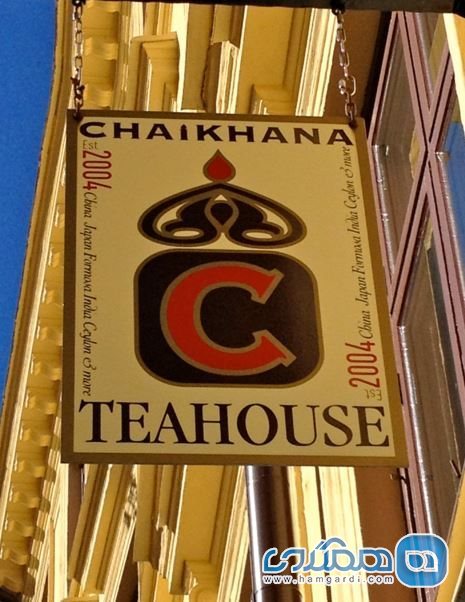 CHAIKHANA
Est. 2004 China Japan Formosa India Ceylon & more
Est. 2004 China Japan Formosa India Ceylon & more
C
TEAHOUSE
همگردی
www.hamgardi.com